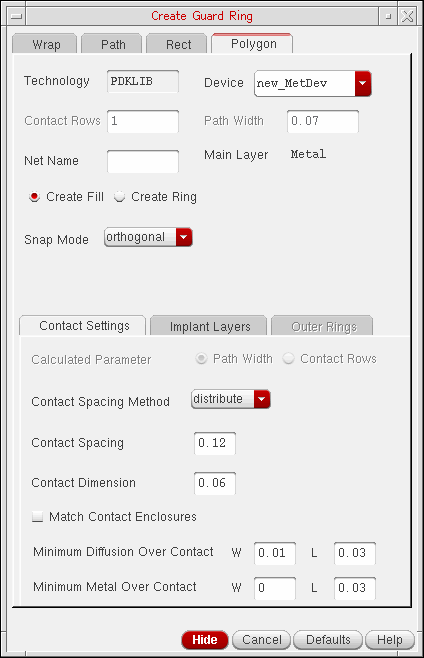 Create Guard Ring
Wrap Path Rect Polygon
Technology PDKLIB Device new_MetDev
Contact Rows 1 Path Width 0.07
Net Name Main Layer Metal
Create Fill Create Ring
Snap Mode orthogonal
Contact Settings Implant Layers Outer Rings
Calculated Parameter Path Width Contact Rows
Contact Spacing Method distribute
Contact Spacing 0.12
Contact Dimension 0.06
Match Contact Enclosures
Minimum Diffusion Over Contact W 0.01 L 0.03
Minimum Metal Over Contact W 0 L 0.03
Hide Cancel Defaults Help